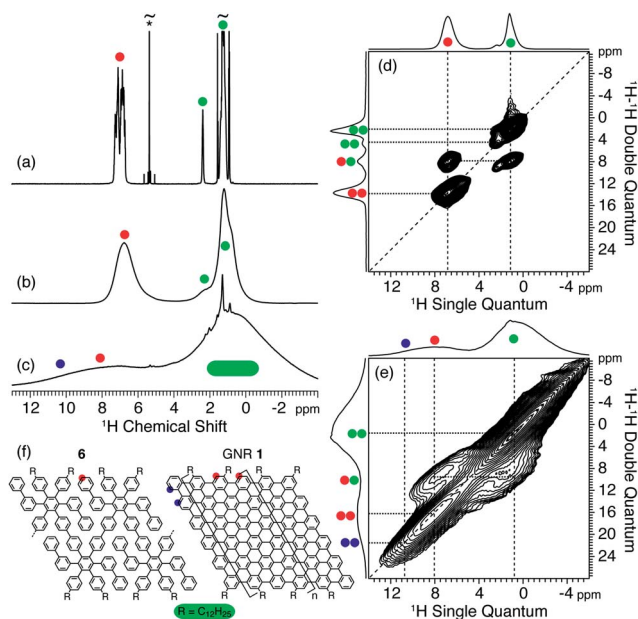 ~
*
~
(a)
(b)
(c)
12 10 8 6 4 2 0 -2 ppm
¹H Chemical Shift
(d)
ppm
-8
-4
0
4
8
12
16
20
24
¹H-¹H Double Quantum
12 8 4 0 -4 ppm
¹H Single Quantum
(e)
ppm
-8
-4
0
4
8
12
16
20
24
¹H-¹H Double Quantum
12 8 4 0 -4 ppm
¹H Single Quantum
(f)
6
GNR 1
R R R R R R
R R R R
n
R = C₁₂H₂₅